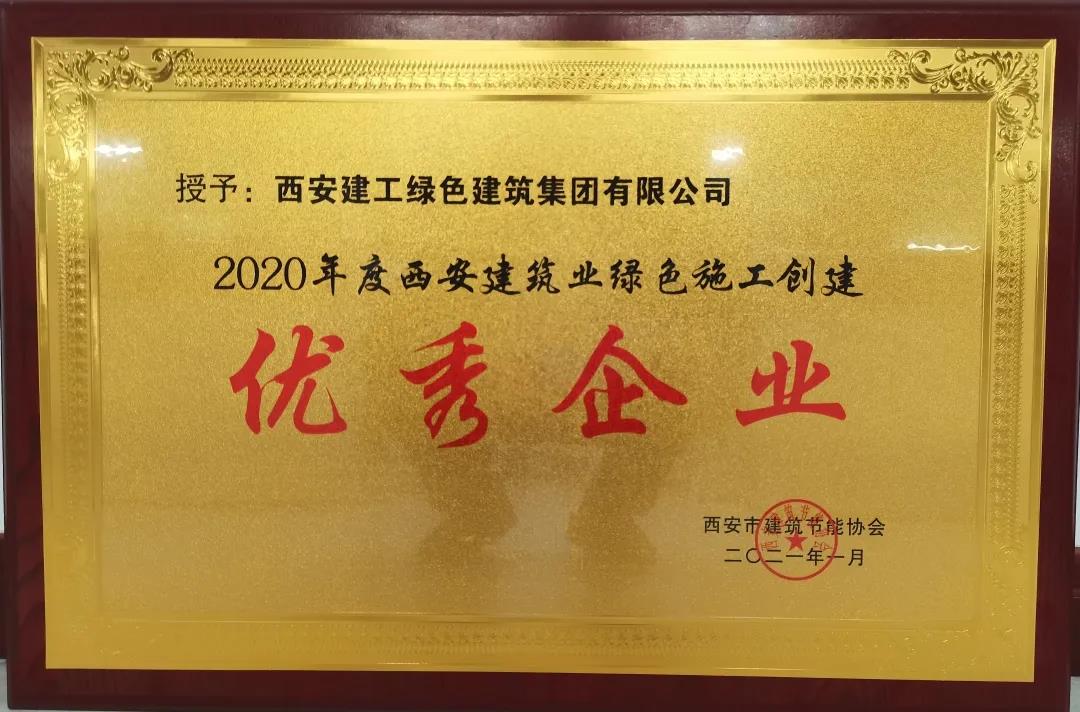 授予：西安建工绿色建筑集团有限公司
2020年度西安建筑业绿色施工创建
优秀企业
西安市建筑节能协会
二〇二一年一月